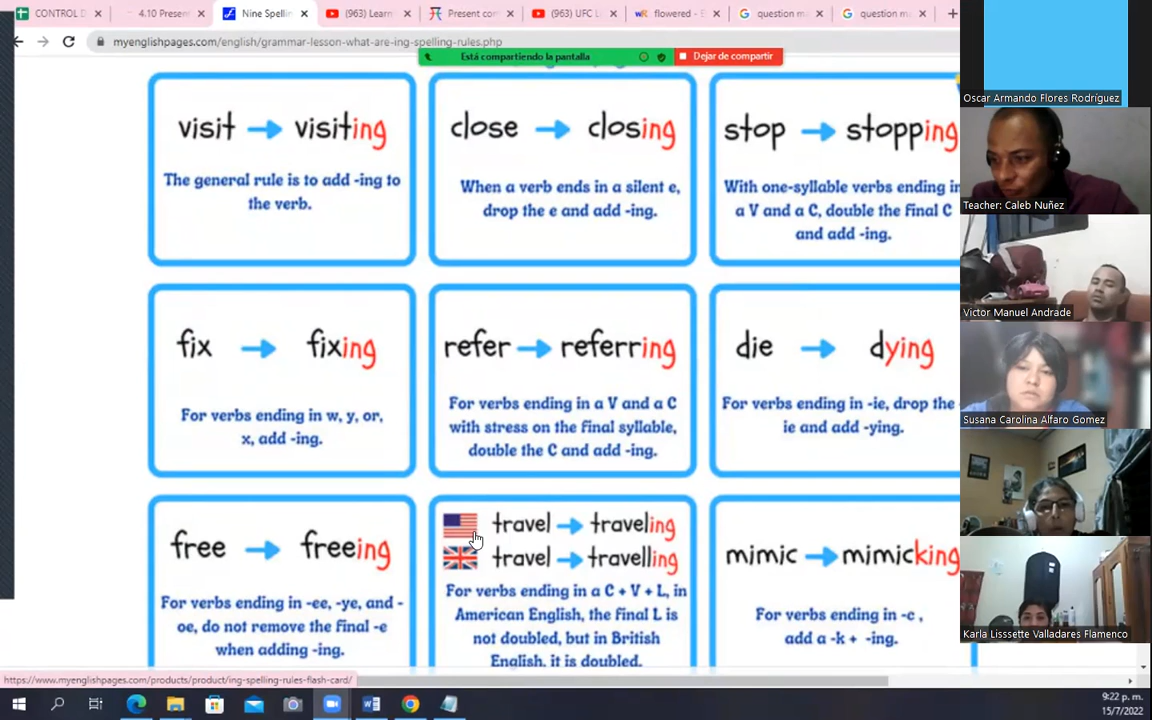 CONTROL D
4.10 Present
Nine Spellin
(963) Learn
Present con
(963) UFC L
flowered - E
question ma
question ma
myenglishpages.com/english/grammar-lesson-what-are-ing-spelling-rules.php
Está compartiendo la pantalla
Dejar de compartir
visit → visiting
The general rule is to add -ing to
the verb.
close → closing
When a verb ends in a silent e,
drop the e and add -ing.
stop → stopping
With one-syllable verbs ending in
a V and a C, double the final C
and add -ing.
fix → fixing
For verbs ending in w, y, or,
x, add -ing.
refer → referring
For verbs ending in a V and a C
with stress on the final syllable,
double the C and add -ing.
die → dying
For verbs ending in -ie, drop the
ie and add -ying.
free → freeing
For verbs ending in -ee, -ye, and -
oe, do not remove the final -e
when adding -ing.
travel → traveling
travel → travelling
For verbs ending in a C + V + L, in
American English, the final L is
not doubled, but in British
English, it is doubled.
mimic → mimicking
For verbs ending in -c ,
add a -k + -ing.
Oscar Armando Flores Rodríguez
Teacher: Caleb Nuñez
Victor Manuel Andrade
Susana Carolina Alfaro Gomez
Karla Lisssette Valladares Flamenco
https://www.myenglishpages.com/products/product/ing-spelling-rules-flash-card/
9:22 p. m.
15/7/2022